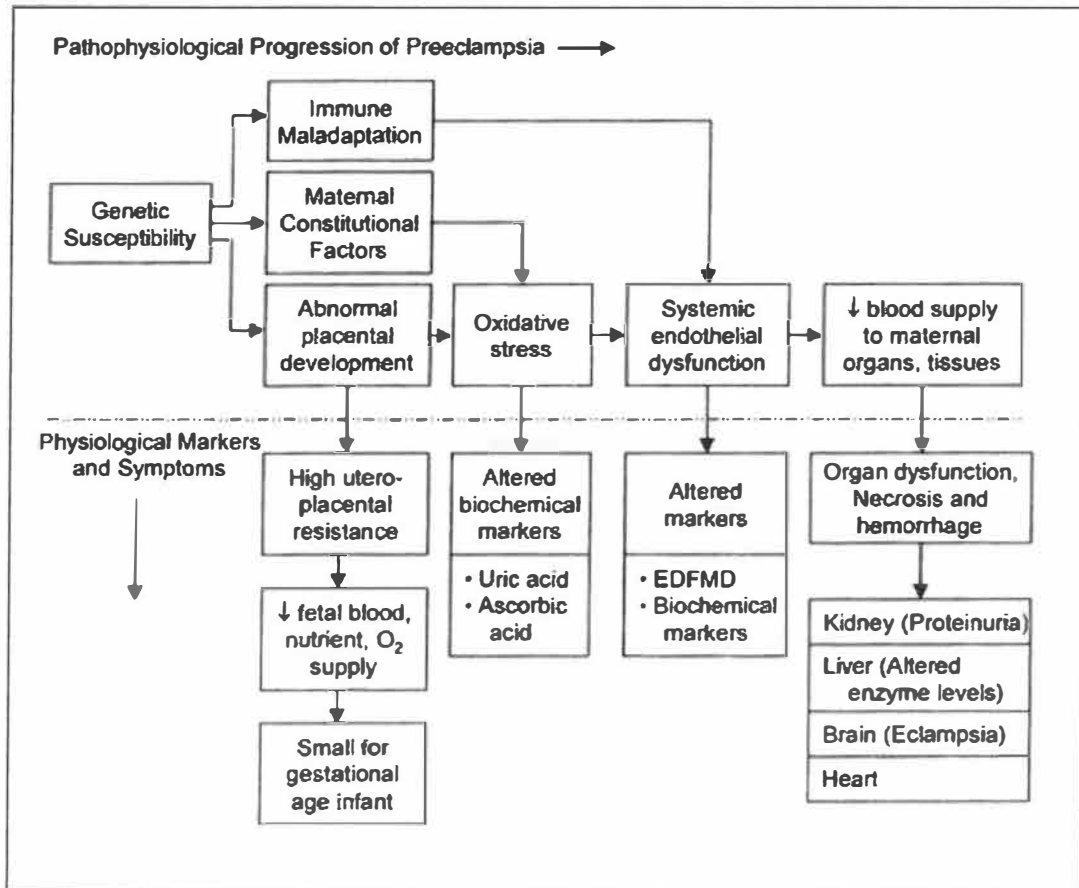 Pathophysiological Progression of Preeclampsia
Immune
Maladaptation
Genetic
Susceptibility
Maternal
Constitutional
Factors
Abnormal
placental
development
Oxidative
stress
Systemic
endothelial
dysfunction
↓ blood supply
to maternal
organs, tissues
Physiological Markers
and Symptoms
High utero-
placental
resistance
↓ fetal blood,
nutrient, O₂
supply
Small for
gestational
age infant
Altered
biochemical
markers
• Uric acid
• Ascorbic
acid
Altered
markers
• EDFMD
• Biochemical
markers
Organ dysfunction,
Necrosis and
hemorrhage
Kidney (Proteinuria)
Liver (Altered
enzyme levels)
Brain (Eclampsia)
Heart